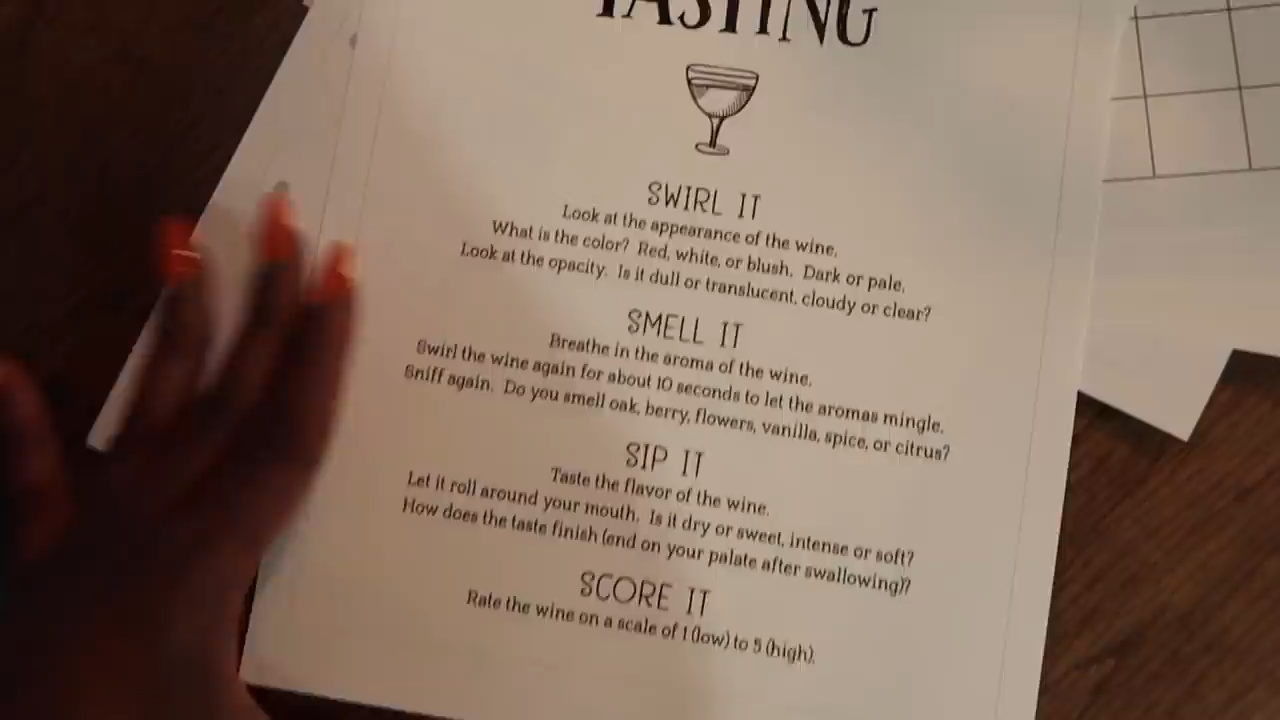 TASTING
SWIRL IT
Look at the appearance of the wine.
What is the color? Red, white, or blush. Dark or pale.
Look at the opacity. Is it dull or translucent, cloudy or clear?
SMELL IT
Breathe in the aroma of the wine.
Swirl the wine again for about 10 seconds to let the aromas mingle.
Sniff again. Do you smell oak, berry, flowers, vanilla, spice, or citrus?
SIP IT
Taste the flavor of the wine.
Let it roll around your mouth. Is it dry or sweet, intense or soft?
How does the taste finish (end on your palate after swallowing)?
SCORE IT
Rate the wine on a scale of 1 (low) to 5 (high).